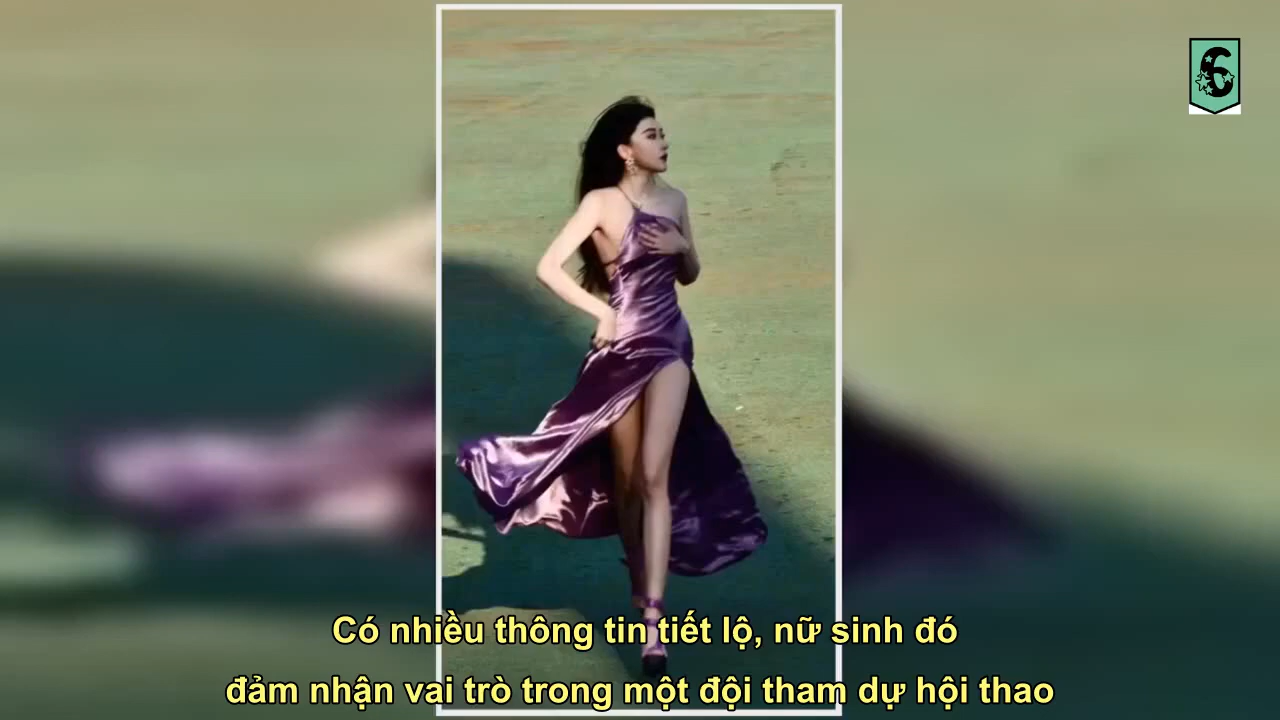 6
Có nhiều thông tin tiết lộ, nữ sinh đó
đảm nhận vai trò trong một đội tham dự hội thao